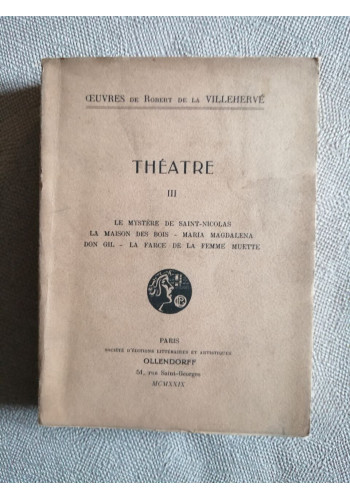 ŒUVRES DE ROBERT DE LA VILLEHERVÉ
THÉATRE
III
LE MYSTÈRE DE SAINT-NICOLAS
LA MAISON DES BOIS - MARIA MAGDALENA
DON GIL - LA FARCE DE LA FEMME MUETTE
PARIS
SOCIÉTÉ D'ÉDITIONS LITTÉRAIRES ET ARTISTIQUES
OLLENDORFF
51, rue Saint-Georges
MCMXXIX